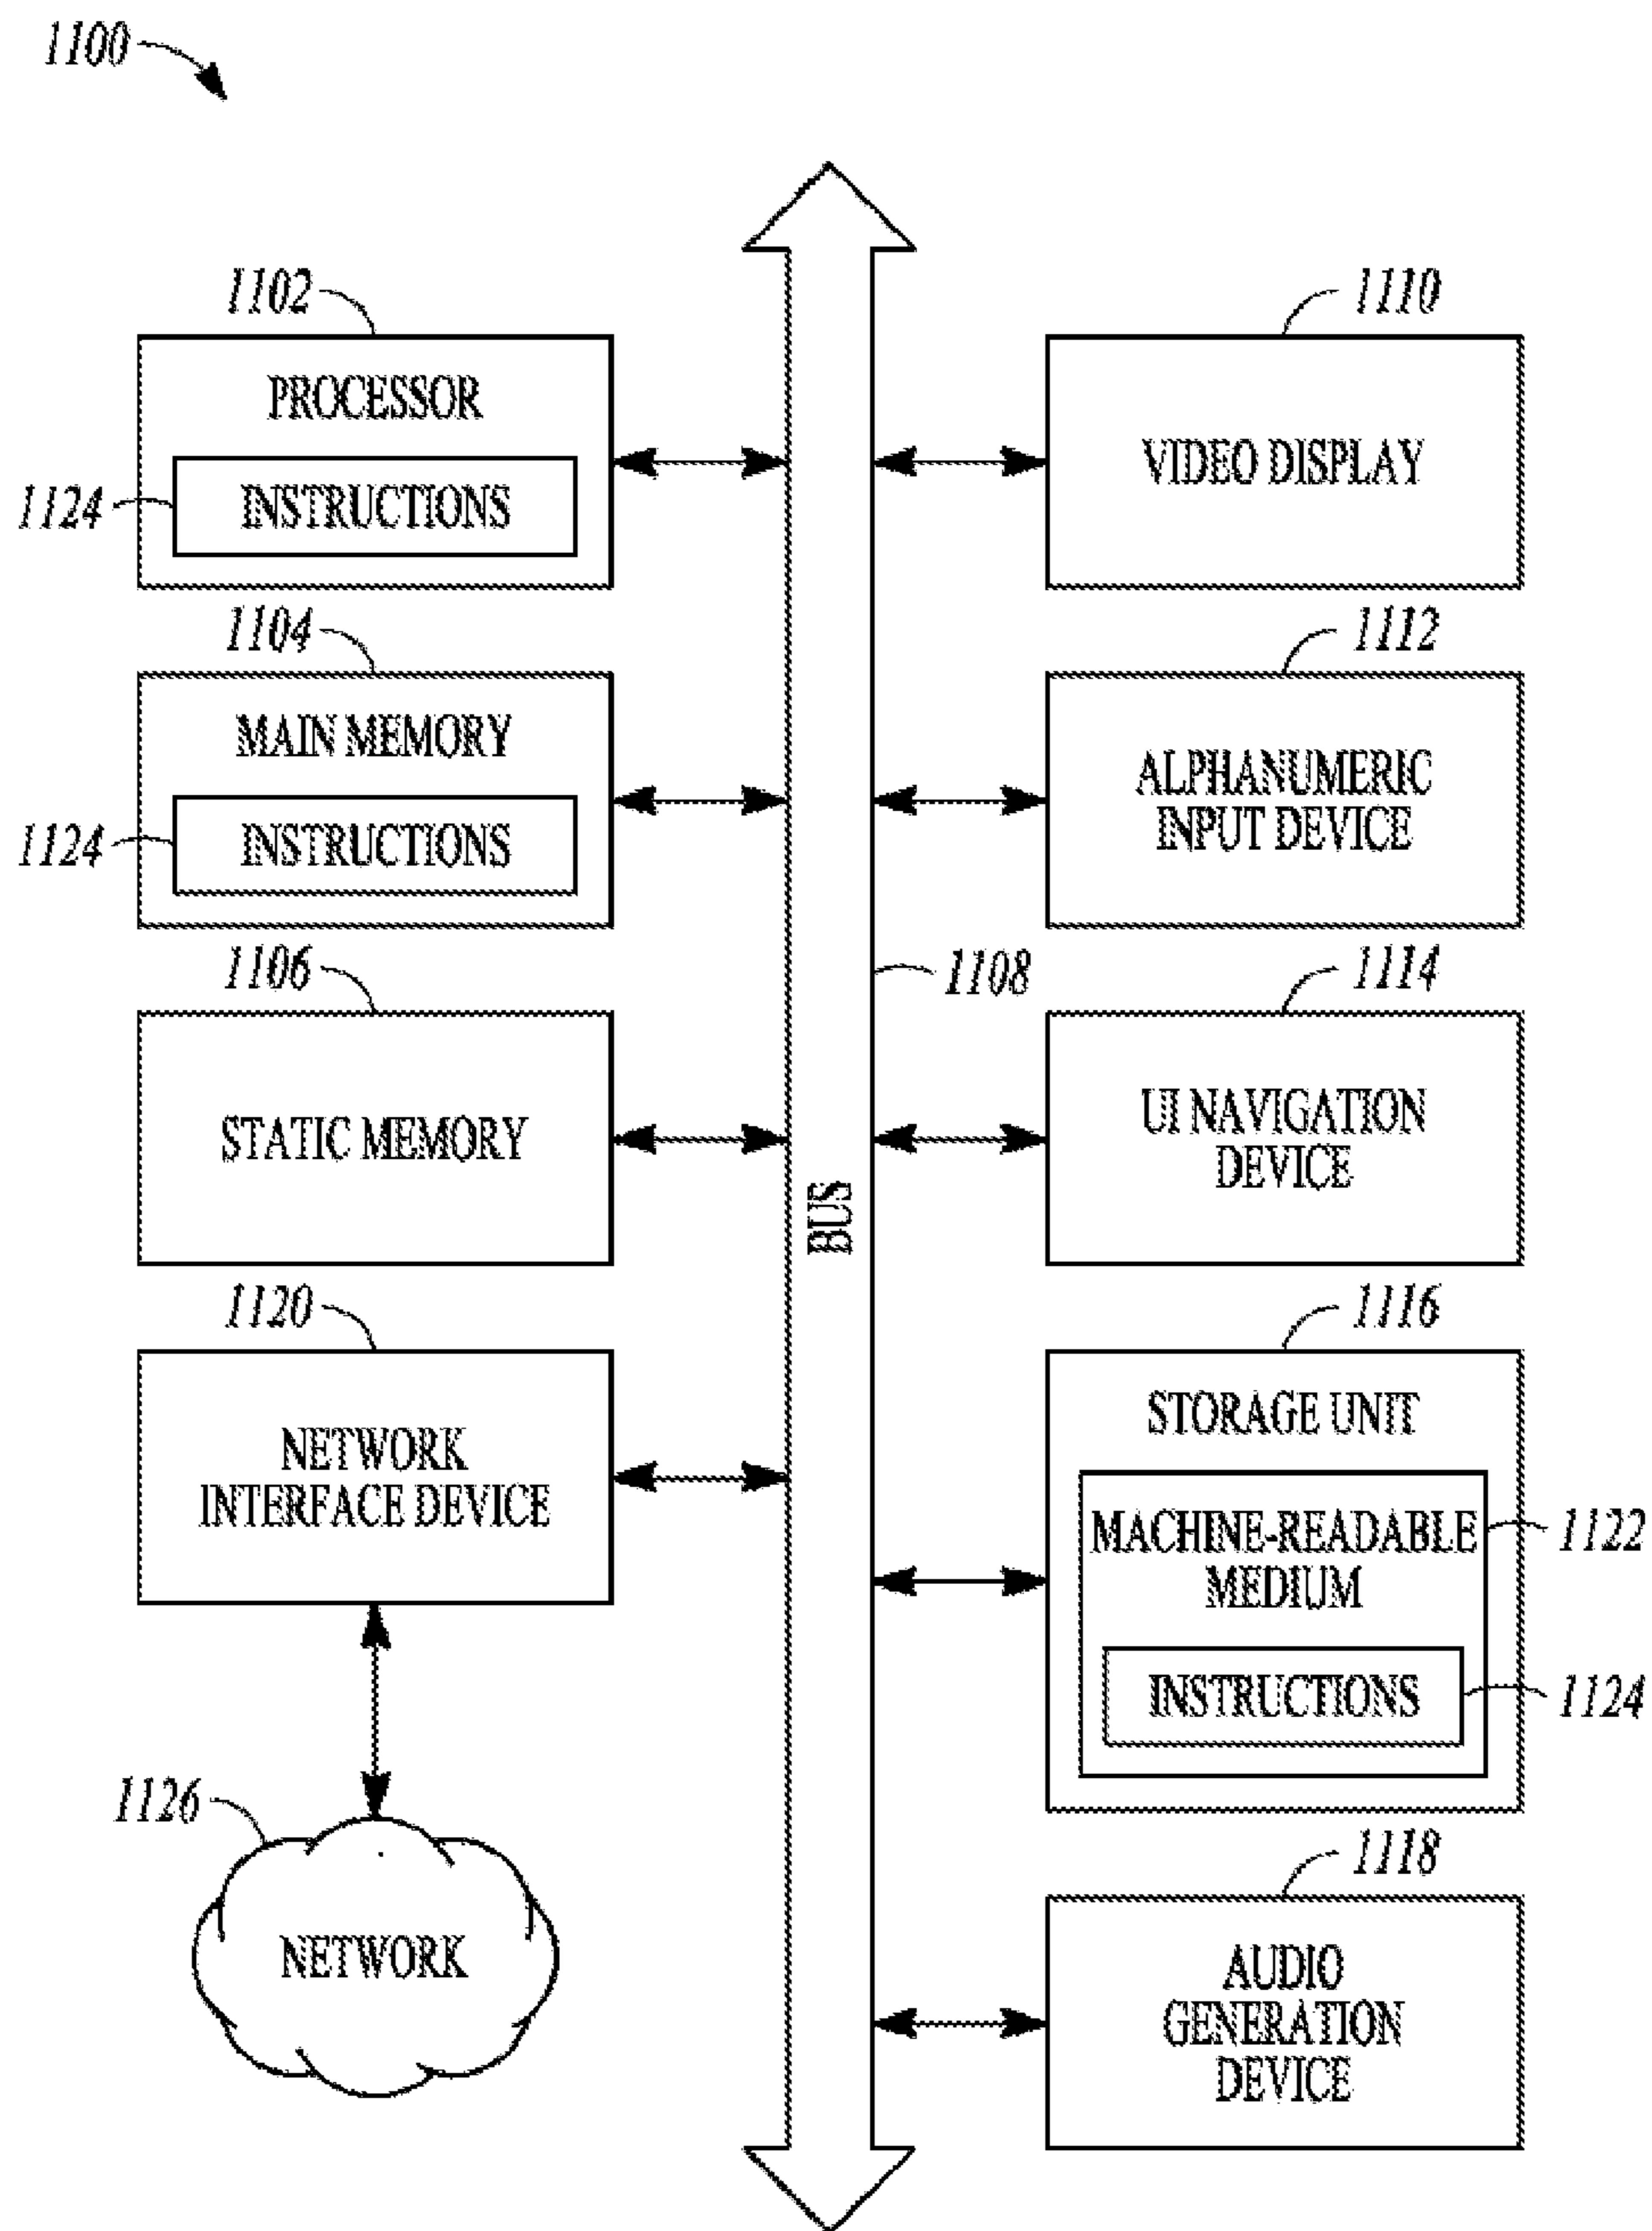 1100
1102
PROCESSOR
1124
INSTRUCTIONS
1104
MAIN MEMORY
1124
INSTRUCTIONS
1106
STATIC MEMORY
1120
NETWORK
INTERFACE DEVICE
1126
NETWORK
BUS
1108
1110
VIDEO DISPLAY
1112
ALPHANUMERIC
INPUT DEVICE
1114
UI NAVIGATION
DEVICE
1116
STORAGE UNIT
MACHINE-READABLE
MEDIUM
1122
INSTRUCTIONS
1124
1118
AUDIO
GENERATION
DEVICE